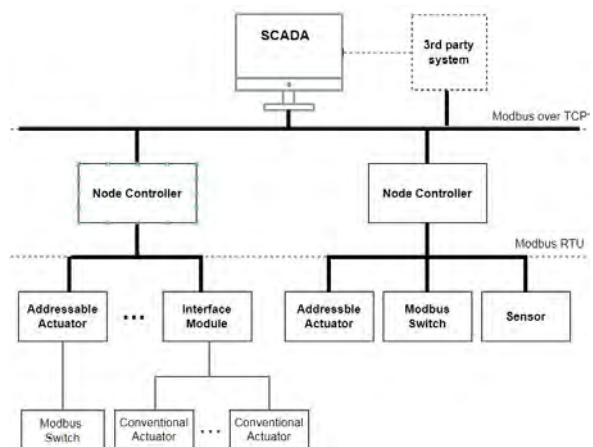 SCADA
3rd party
system
Modbus over TCP
Node Controller
Node Controller
Modbus RTU
Addressable
Actuator
...
Interface
Module
Addressble
Actuator
Modbus
Switch
Sensor
Modbus
Switch
Conventional
Actuator
...
Conventional
Actuator